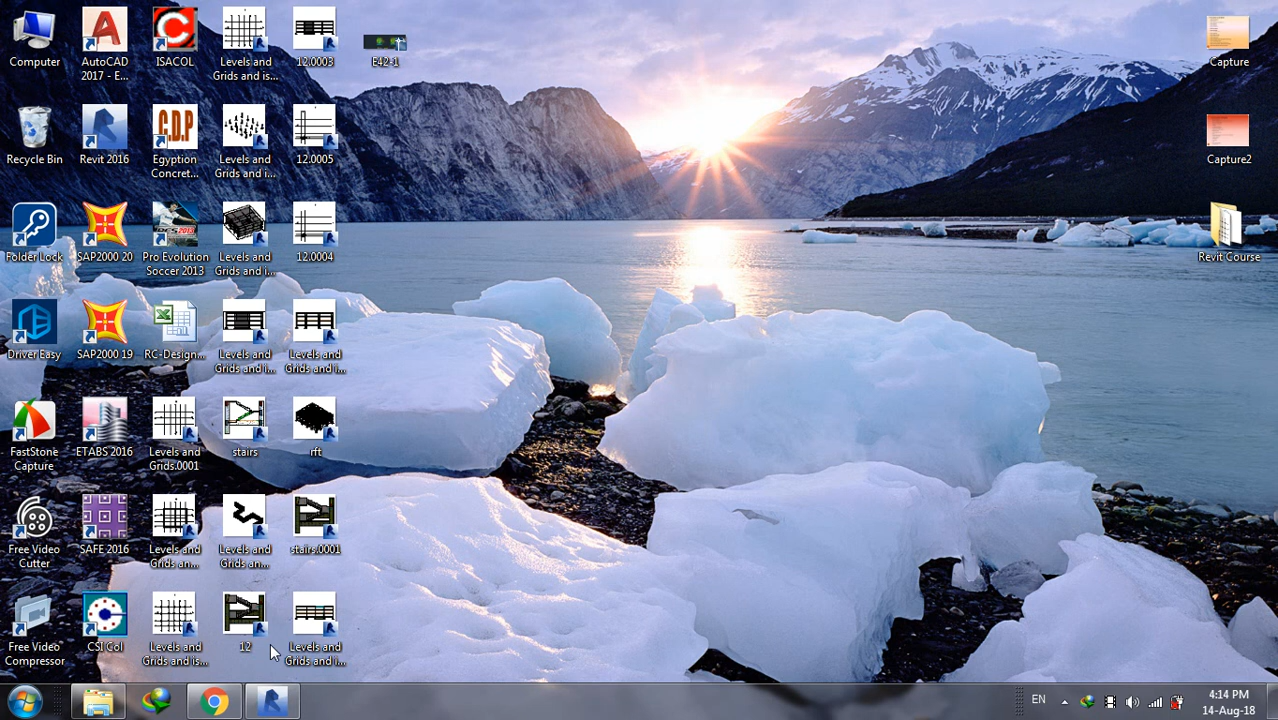 Computer
AutoCAD
2017 - E...
ISACOL
Levels and
Grids and is...
12.0003
E42-1
Capture
Recycle Bin
Revit 2016
C.D.P
Egyption
Concret...
Levels and
Grids and i...
12.0005
Capture2
Folder Lock
SAP2000 20
Pro Evolution
Soccer 2013
Levels and
Grids and i...
12.0004
Revit Course
Driver Easy
SAP2000 19
RC-Design...
Levels and
Grids and i...
Levels and
Grids and i...
FastStone
Capture
ETABS 2016
Levels and
Grids.0001
stairs
rft
Free Video
Cutter
SAFE 2016
Levels and
Grids an...
Levels and
Grids an...
stairs.0001
Free Video
Compressor
CSI Col
Levels and
Grids and is...
12
Levels and
Grids and i...
EN
4:14 PM
14-Aug-18